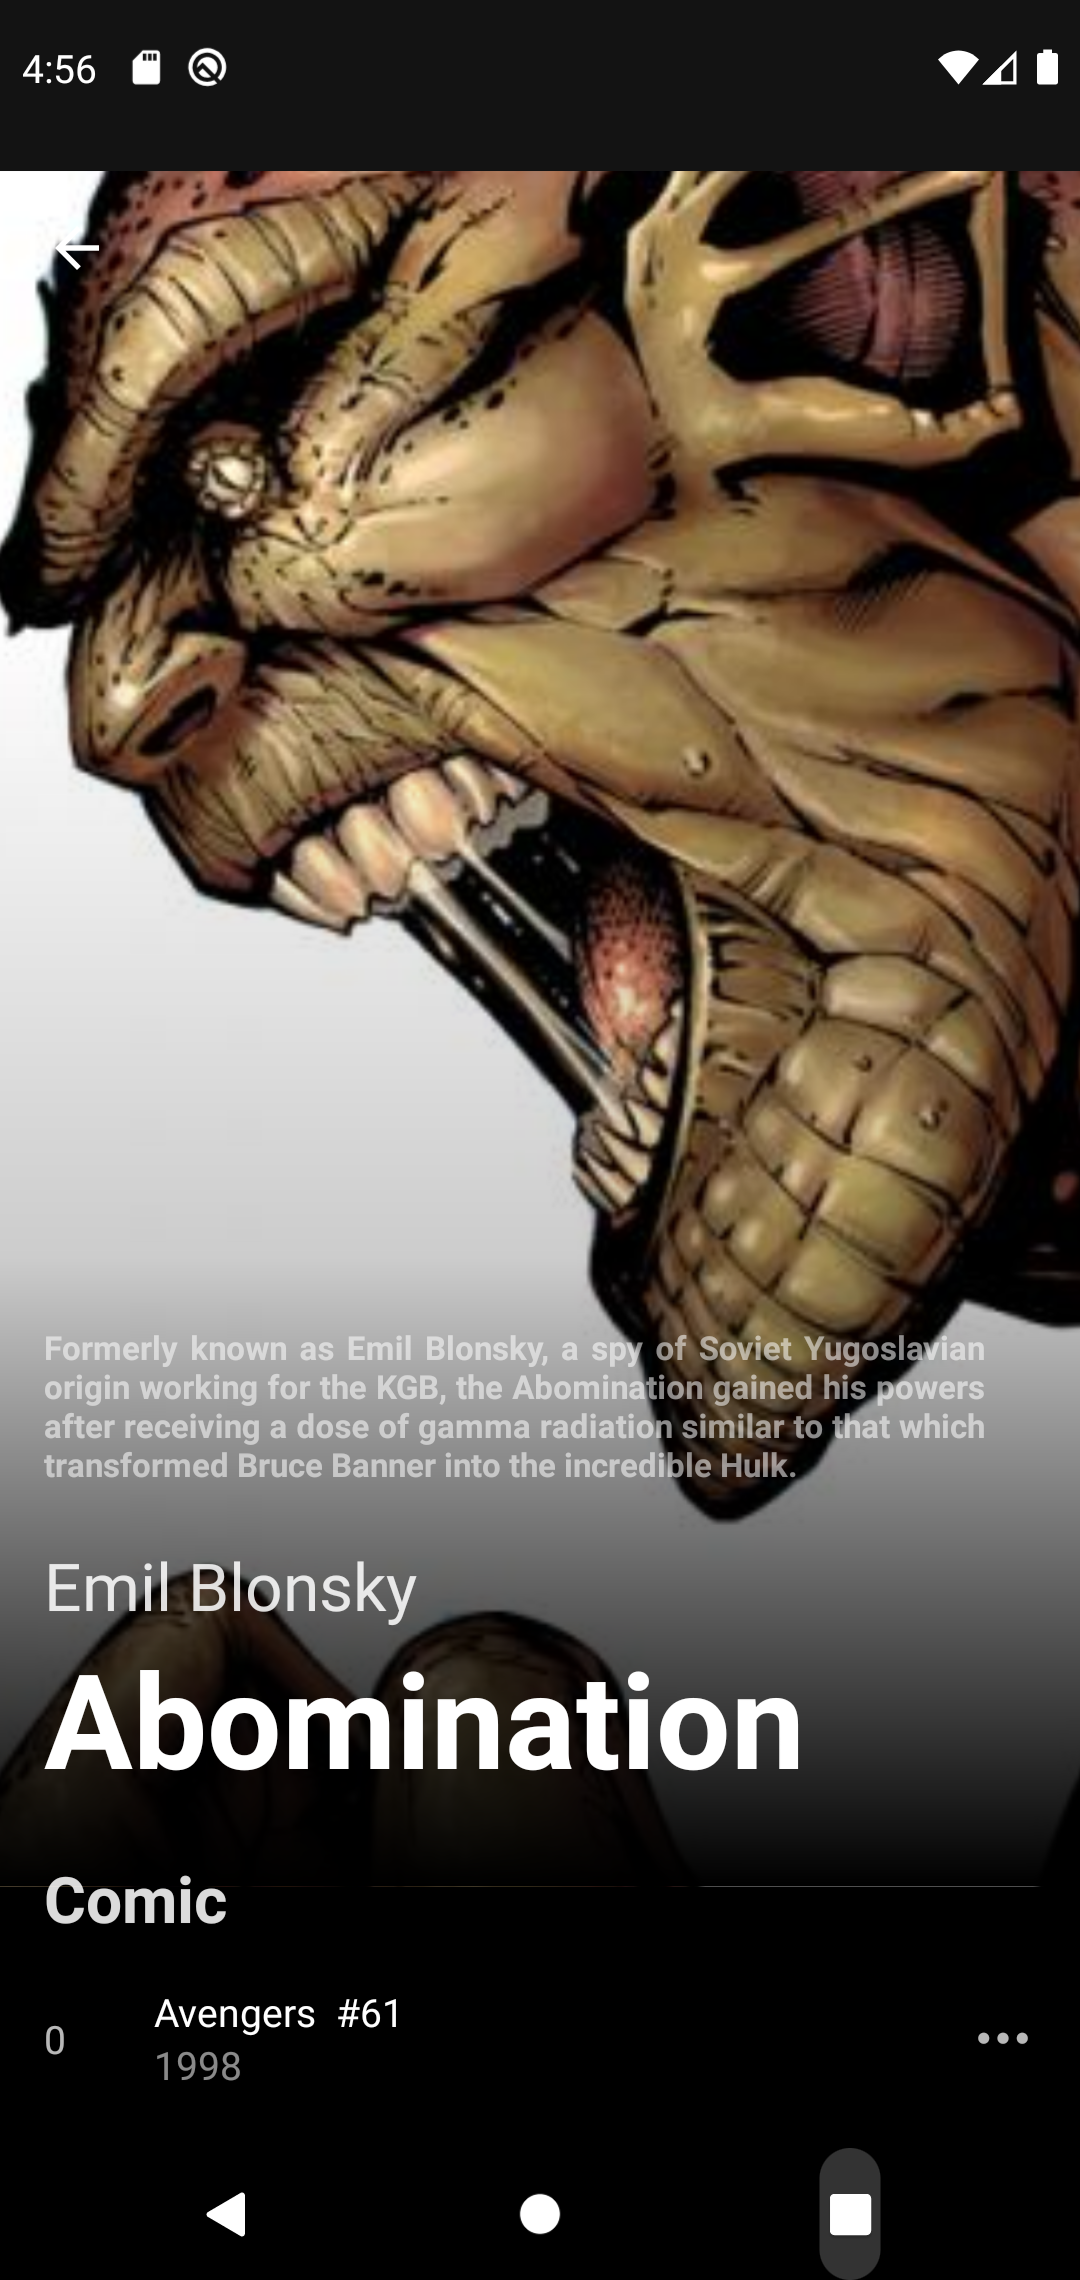 4:56
Formerly known as Emil Blonsky, a spy of Soviet Yugoslavian
origin working for the KGB, the Abomination gained his powers
after receiving a dose of gamma radiation similar to that which
transformed Bruce Banner into the incredible Hulk.
Emil Blonsky
Abomination
Comic
0
Avengers #61
1998